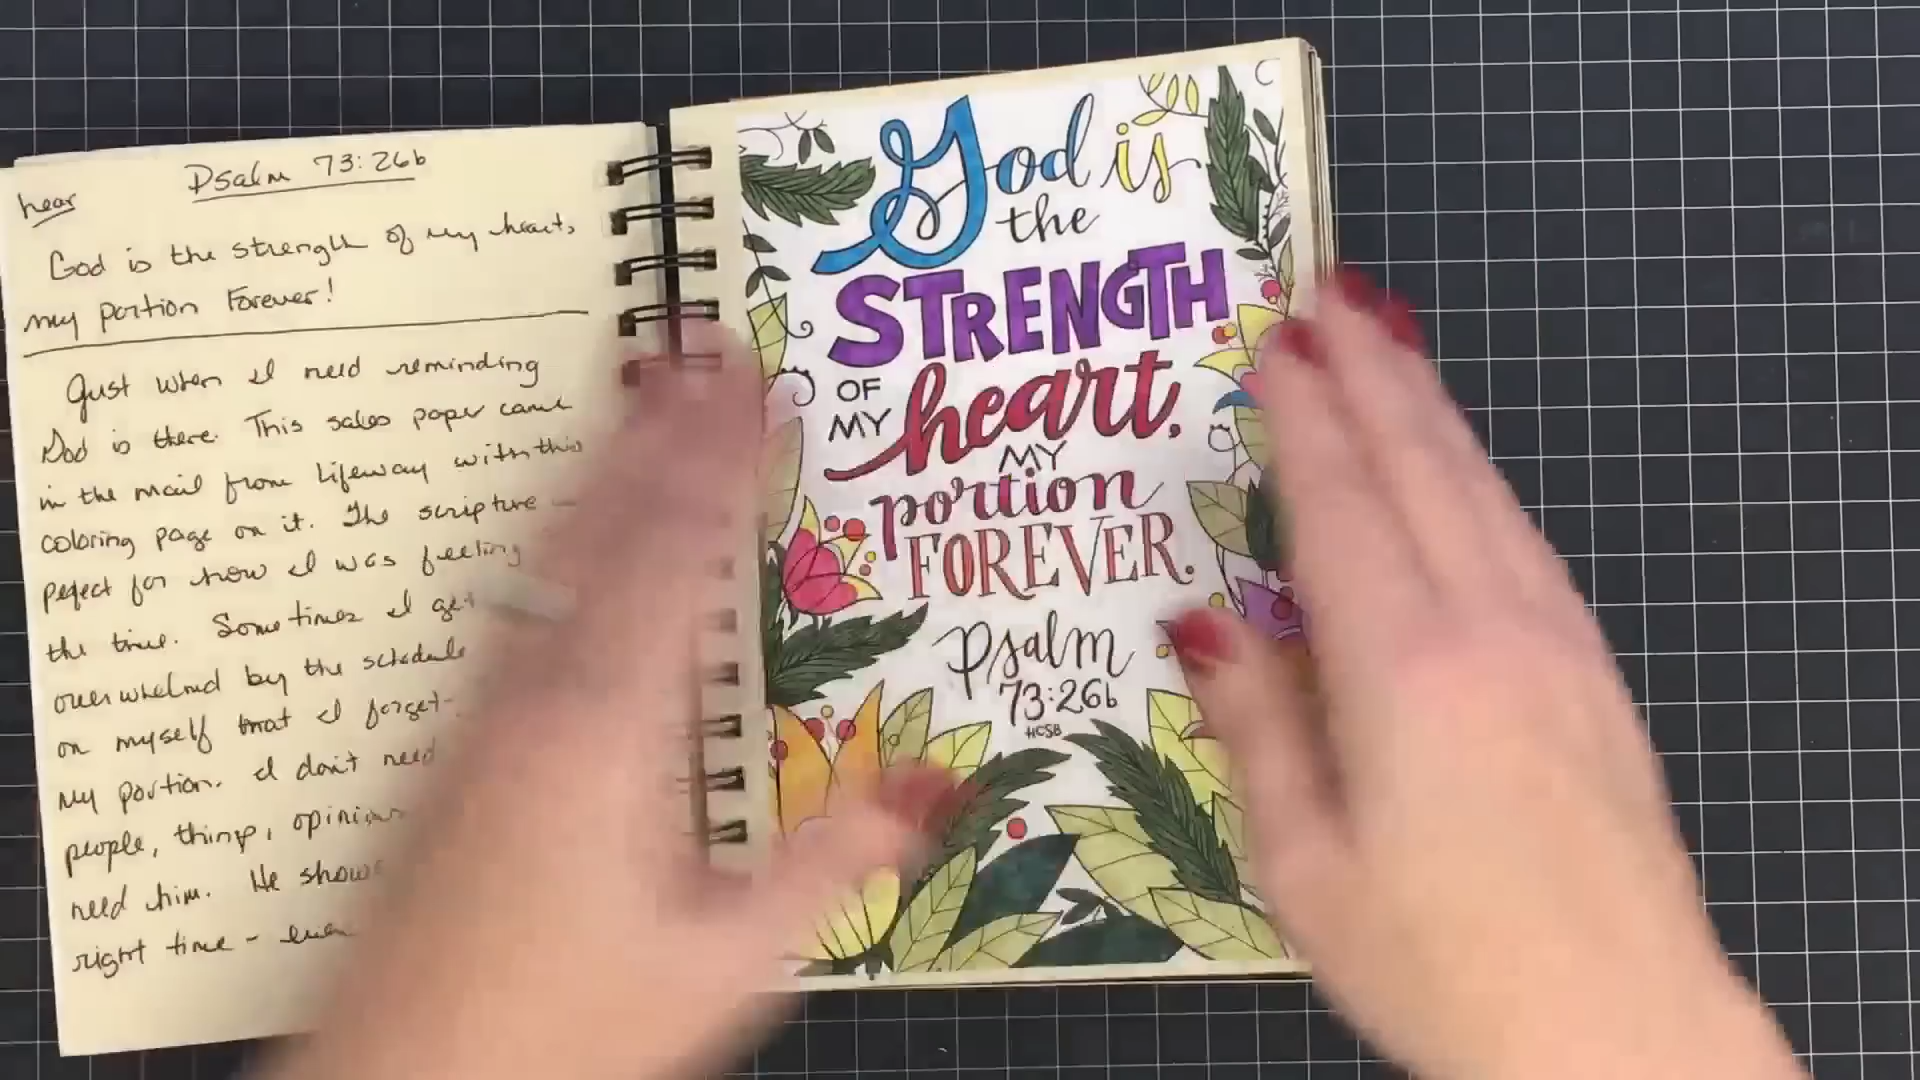 Psalm 73:26b
hear
God is the strength of my heart,
my portion Forever!
Just when I need reminding
God is there. This sales paper came
in the mail from Lifeway with this
coloring page on it. The scripture
pefect for how I was feeling
the time. Sometimes I get
overwhelmed by the schedule
on myself that I forget
my portion. I don't need
people, things, opinions
need him. He shows
right time - even
God is
the
STRENGTH
OF
MY heart,
MY
portion
FOREVER.
Psalm
73:26b
HCSB